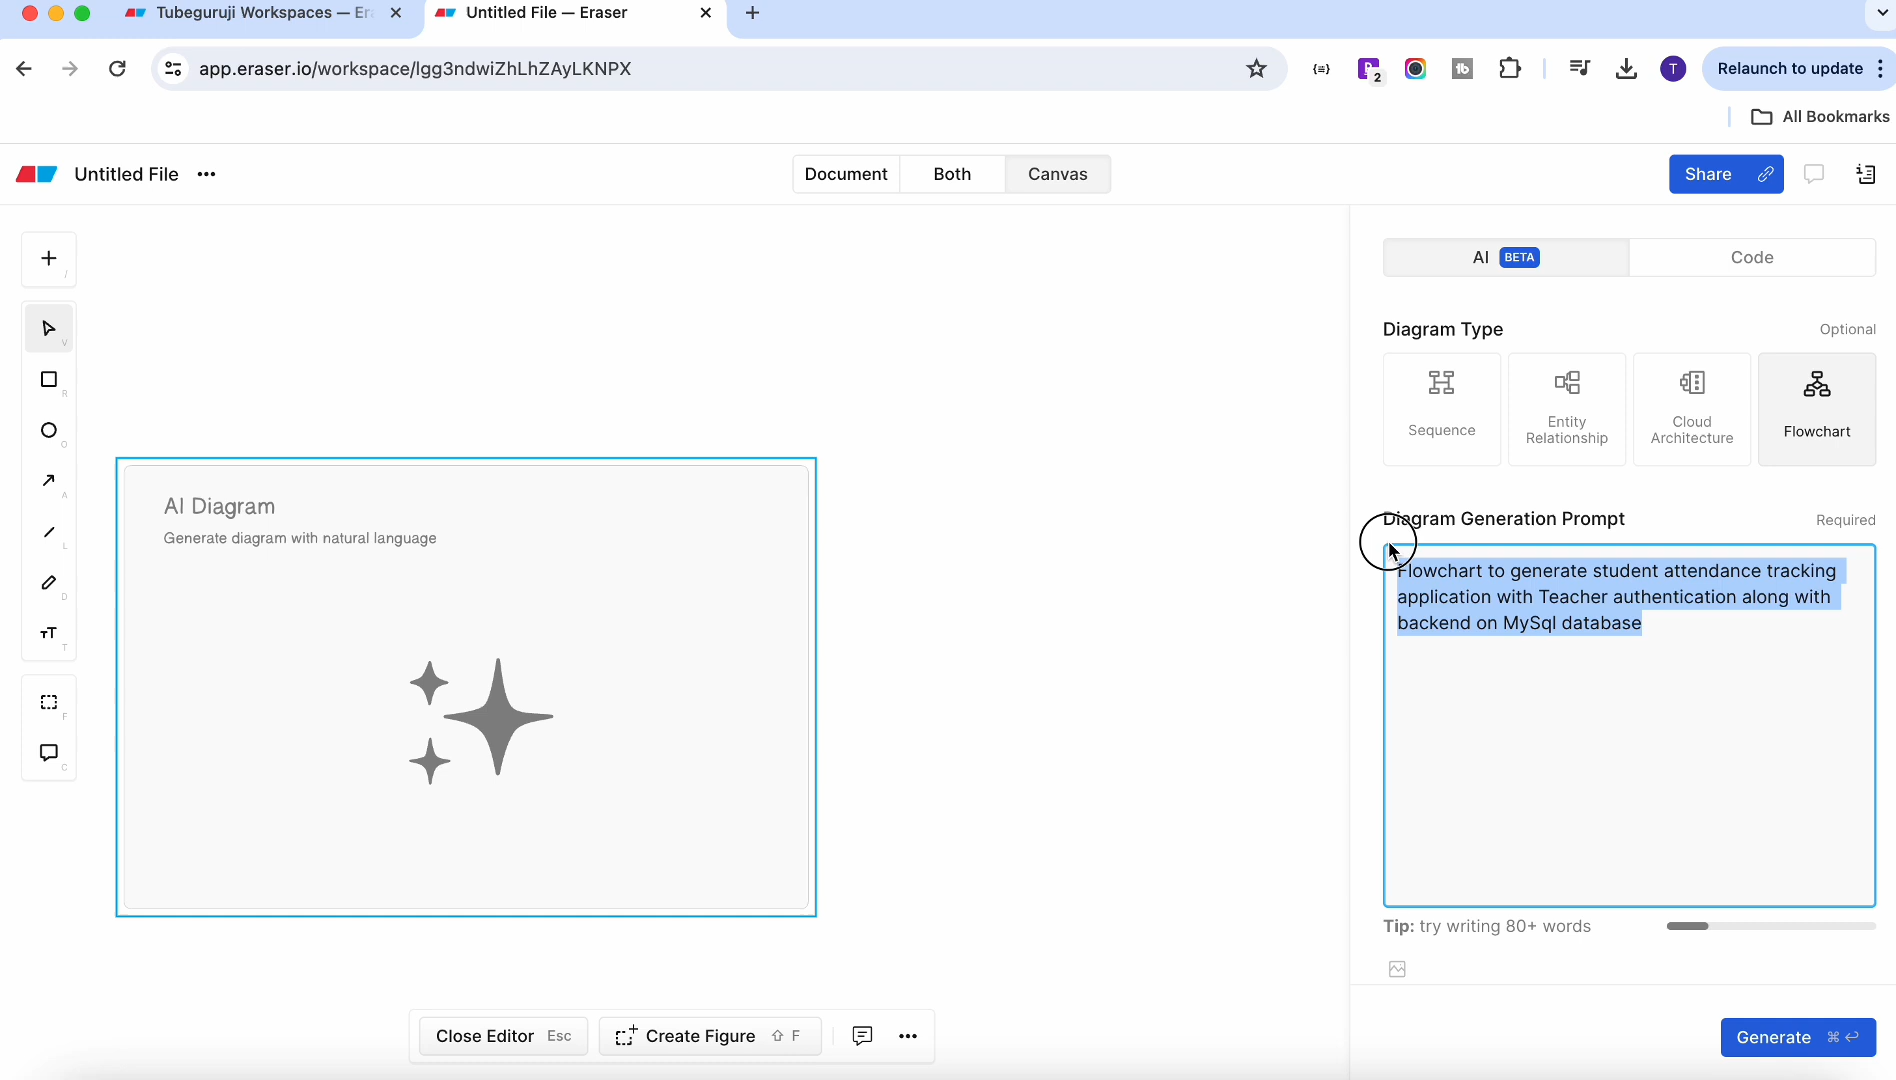 Tubeguruji Workspaces — Era
Untitled File — Eraser
app.eraser.io/workspace/lgg3ndwiZhLhZAyLKNPX
2
T
Relaunch to update
All Bookmarks
Untitled File
Document
Both
Canvas
Share
AI BETA
Code
/
V
R
O
A
L
D
T
F
C
Diagram Type
Optional
Sequence
Entity
Relationship
Cloud
Architecture
Flowchart
AI Diagram
Generate diagram with natural language
Diagram Generation Prompt
Required
Flowchart to generate student attendance tracking
application with Teacher authentication along with
backend on MySql database
Tip: try writing 80+ words
Close Editor Esc
Create Figure ⇧ F
Generate ⌘ ↩